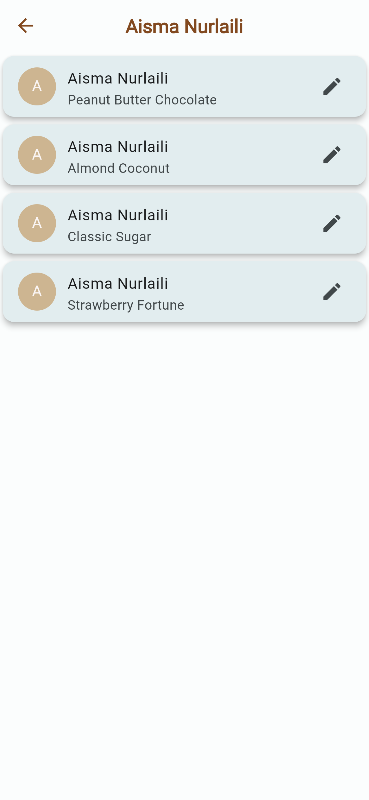 Aisma Nurlaili
A
Aisma Nurlaili
Peanut Butter Chocolate
A
Aisma Nurlaili
Almond Coconut
A
Aisma Nurlaili
Classic Sugar
A
Aisma Nurlaili
Strawberry Fortune